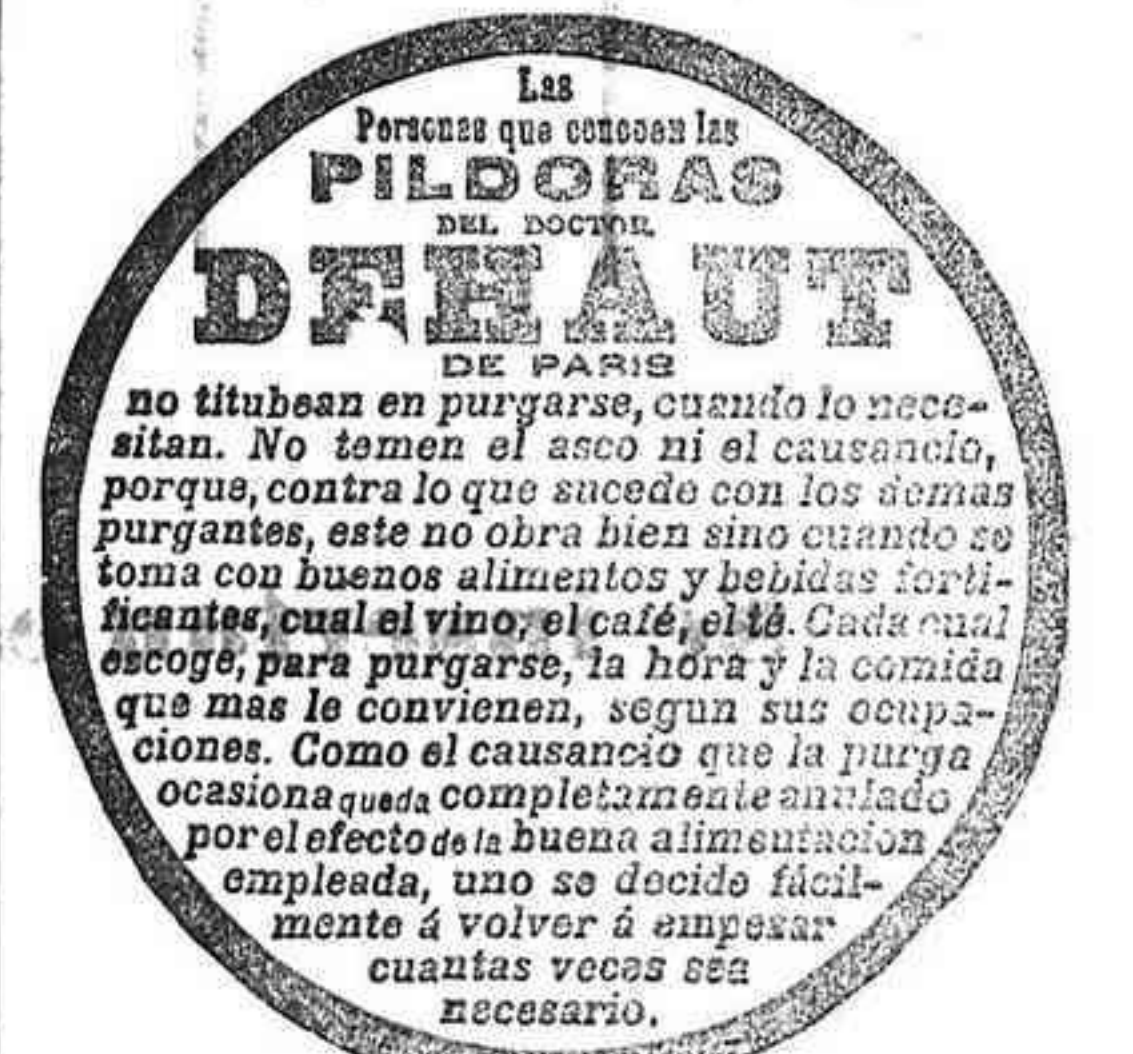 Las
Personas que conocen las
PILDORAS
DEL DOCTOR
DEHAUT
DE PARIS
no titubean en purgarse, cuando lo nece-
sitan. No temen el asco ni el causancio,
porque, contra lo que sucede con los demas
purgantes, este no obra bien sino cuando se
toma con buenos alimentos y bebidas forti-
ficantes, cual el vino, el café, el té. Cada cual
escoge, para purgarse, la hora y la comida
que mas le convienen, segun sus ocupa-
ciones. Como el causancio que la purga
ocasiona queda completamente anulado
por el efecto de la buena alimentacion
empleada, uno se decide fácil-
mente á volver á empezar
cuantas veces sea
necesario.